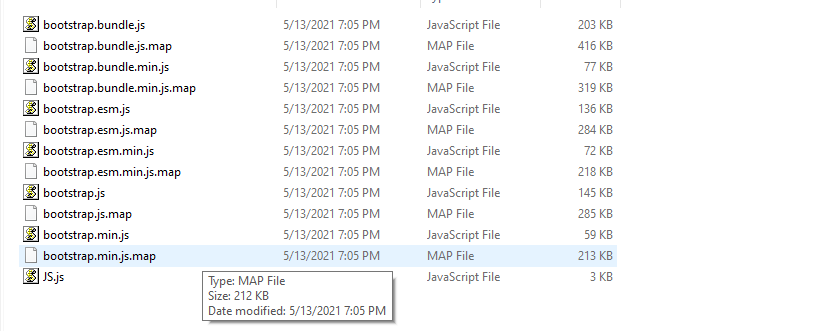 bootstrap.bundle.js 5/13/2021 7:05 PM JavaScript File 203 KB
bootstrap.bundle.js.map 5/13/2021 7:05 PM MAP File 416 KB
bootstrap.bundle.min.js 5/13/2021 7:05 PM JavaScript File 77 KB
bootstrap.bundle.min.js.map 5/13/2021 7:05 PM MAP File 319 KB
bootstrap.esm.js 5/13/2021 7:05 PM JavaScript File 136 KB
bootstrap.esm.js.map 5/13/2021 7:05 PM MAP File 284 KB
bootstrap.esm.min.js 5/13/2021 7:05 PM JavaScript File 72 KB
bootstrap.esm.min.js.map 5/13/2021 7:05 PM MAP File 218 KB
bootstrap.js 5/13/2021 7:05 PM JavaScript File 145 KB
bootstrap.js.map 5/13/2021 7:05 PM MAP File 285 KB
bootstrap.min.js 5/13/2021 7:05 PM JavaScript File 59 KB
bootstrap.min.js.map 5/13/2021 7:05 PM MAP File 213 KB
JS.js JavaScript File 3 KB
Type: MAP File
Size: 212 KB
Date modified: 5/13/2021 7:05 PM